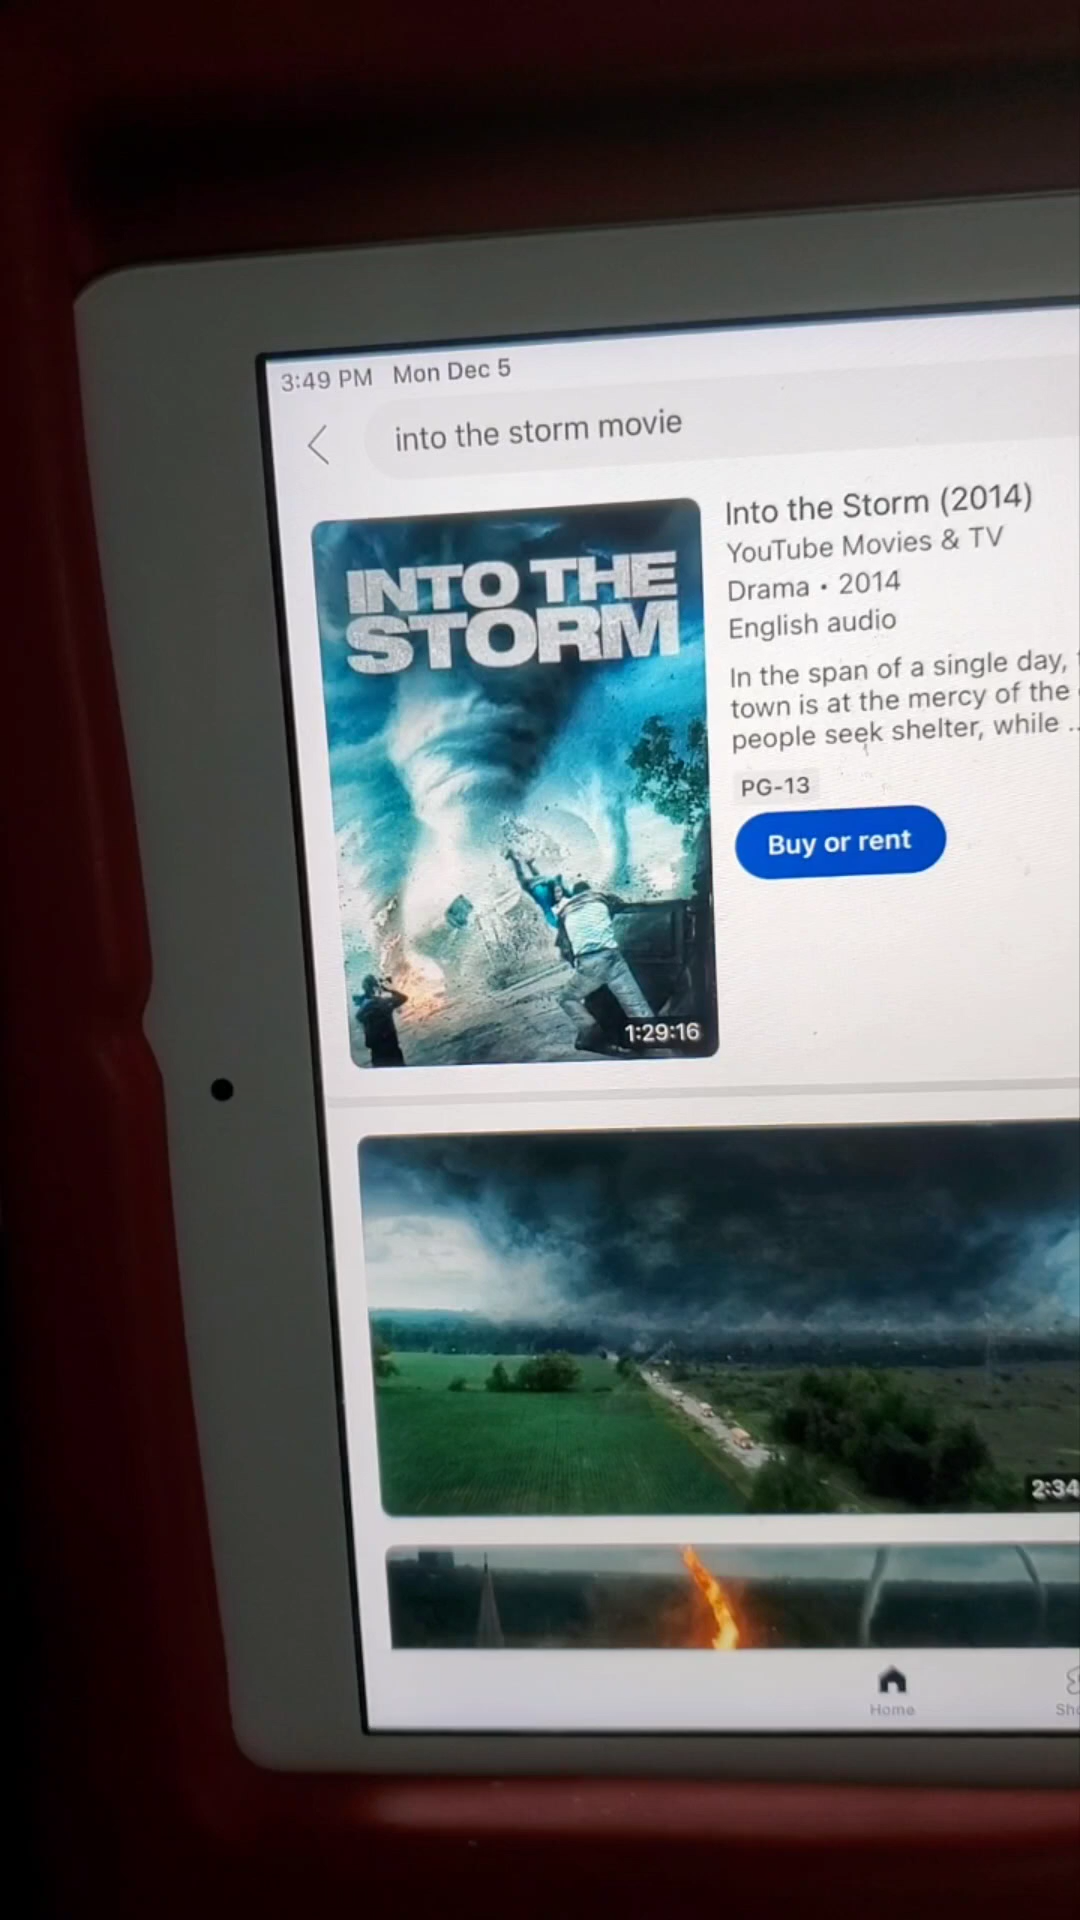 3:49 PM Mon Dec 5
into the storm movie
INTO THE
STORM
1:29:16
Into the Storm (2014)
YouTube Movies & TV
Drama • 2014
English audio
In the span of a single day,
town is at the mercy of the
people seek shelter, while ...
PG-13
Buy or rent
2:34
Home